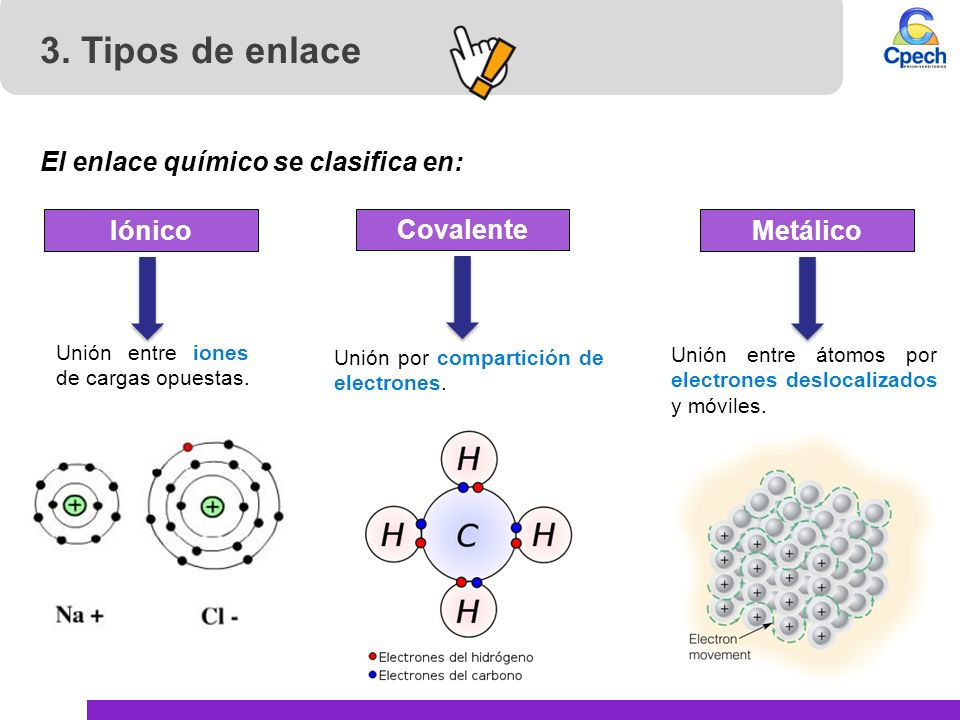 3. Tipos de enlace
Cpech
PREUNIVERSITARIOS
El enlace químico se clasifica en:
Iónico
Covalente
Metálico
Unión entre iones
de cargas opuestas.
Unión por compartición de
electrones.
Unión entre átomos por
electrones deslocalizados
y móviles.
+
+
Na +
Cl -
H
H
C
H
H
Electrones del hidrógeno
Electrones del carbono
+ + + + + + + + + + + + + + + +
Electron
movement